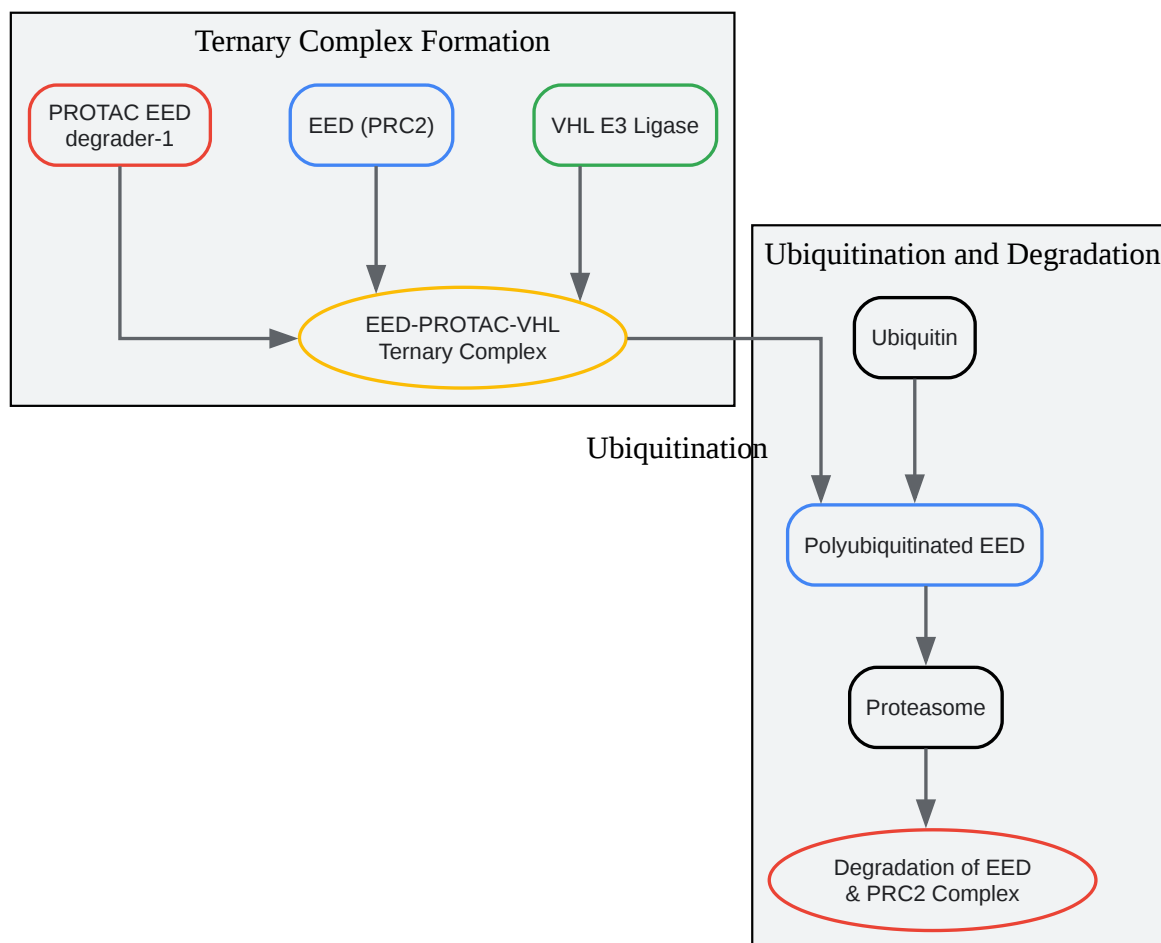 Ternary Complex Formation
PROTAC EED
degrader-1
EED (PRC2)
VHL E3 Ligase
EED-PROTAC-VHL
Ternary Complex
Ubiquitination
Ubiquitination and Degradation
Ubiquitin
Polyubiquitinated EED
Proteasome
Degradation of EED
& PRC2 Complex